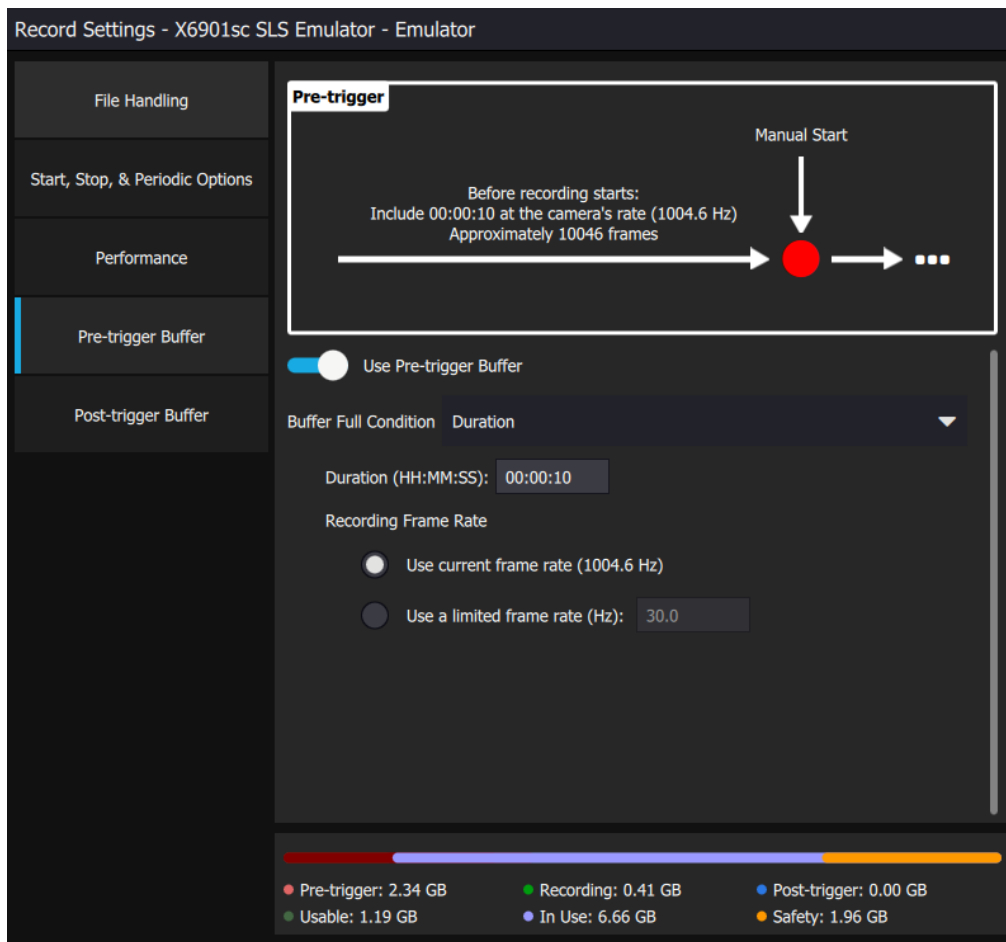 Record Settings - X6901sc SLS Emulator - Emulator
File Handling
Start, Stop, & Periodic Options
Performance
Pre-trigger Buffer
Post-trigger Buffer
Pre-trigger
Manual Start
Before recording starts:
Include 00:00:10 at the camera's rate (1004.6 Hz)
Approximately 10046 frames
Use Pre-trigger Buffer
Buffer Full Condition Duration
Duration (HH:MM:SS): 00:00:10
Recording Frame Rate
Use current frame rate (1004.6 Hz)
Use a limited frame rate (Hz): 30.0
Pre-trigger: 2.34 GB Recording: 0.41 GB Post-trigger: 0.00 GB
Usable: 1.19 GB In Use: 6.66 GB Safety: 1.96 GB